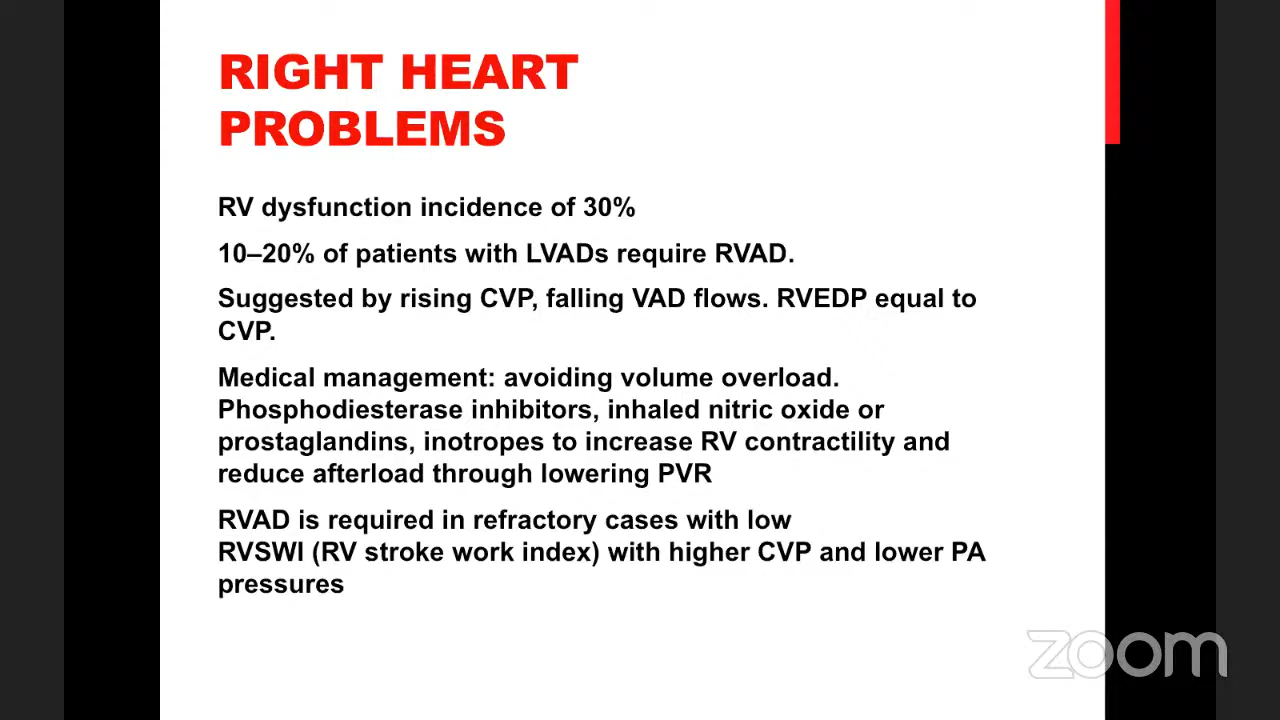 RIGHT HEART
PROBLEMS
RV dysfunction incidence of 30%
10–20% of patients with LVADs require RVAD.
Suggested by rising CVP, falling VAD flows. RVEDP equal to
CVP.
Medical management: avoiding volume overload.
Phosphodiesterase inhibitors, inhaled nitric oxide or
prostaglandins, inotropes to increase RV contractility and
reduce afterload through lowering PVR
RVAD is required in refractory cases with low
RVSWI (RV stroke work index) with higher CVP and lower PA
pressures
zoom